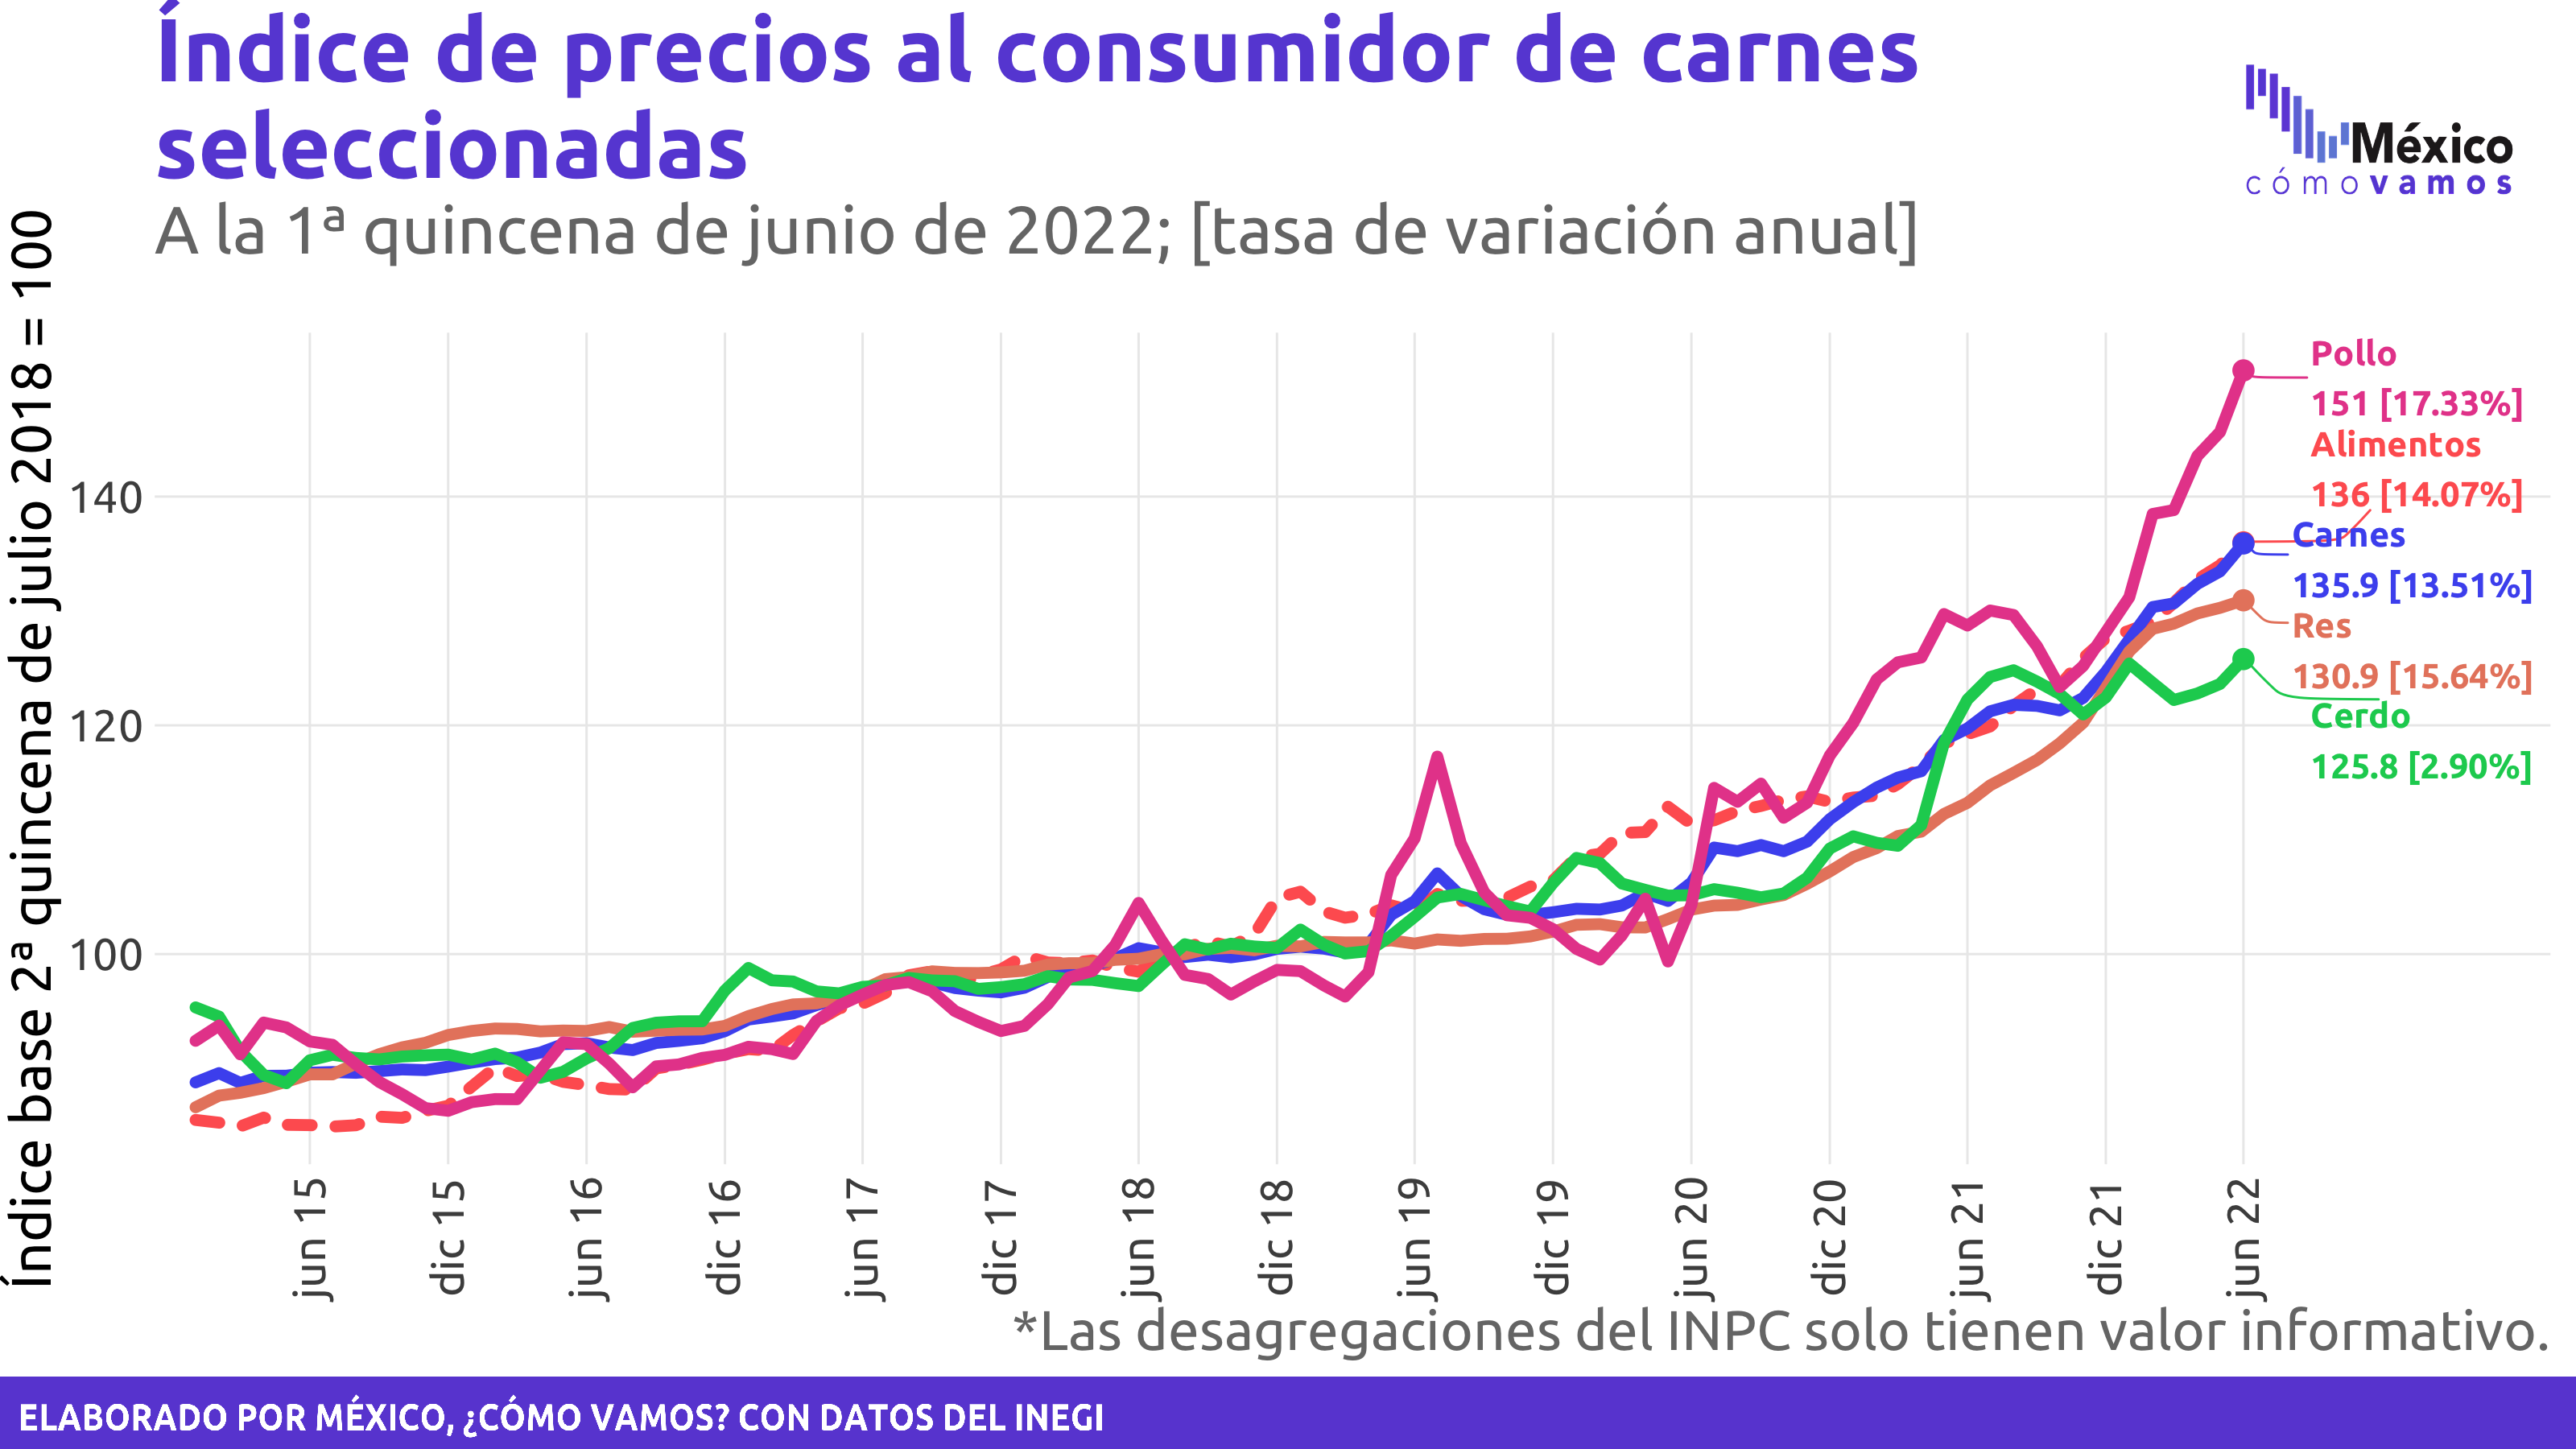 Índice de precios al consumidor de carnes
seleccionadas
A la 1ª quincena de junio de 2022; [tasa de variación anual]
México
cómo vamos
Índice base 2ª quincena de julio 2018 = 100
140
120
100
Pollo
151 [17.33%]
Alimentos
136 [14.07%]
Carnes
135.9 [13.51%]
Res
130.9 [15.64%]
Cerdo
125.8 [2.90%]
jun 15
dic 15
jun 16
dic 16
jun 17
dic 17
jun 18
dic 18
jun 19
dic 19
jun 20
dic 20
jun 21
dic 21
jun 22
*Las desagregaciones del INPC solo tienen valor informativo.
ELABORADO POR MÉXICO, ¿CÓMO VAMOS? CON DATOS DEL INEGI